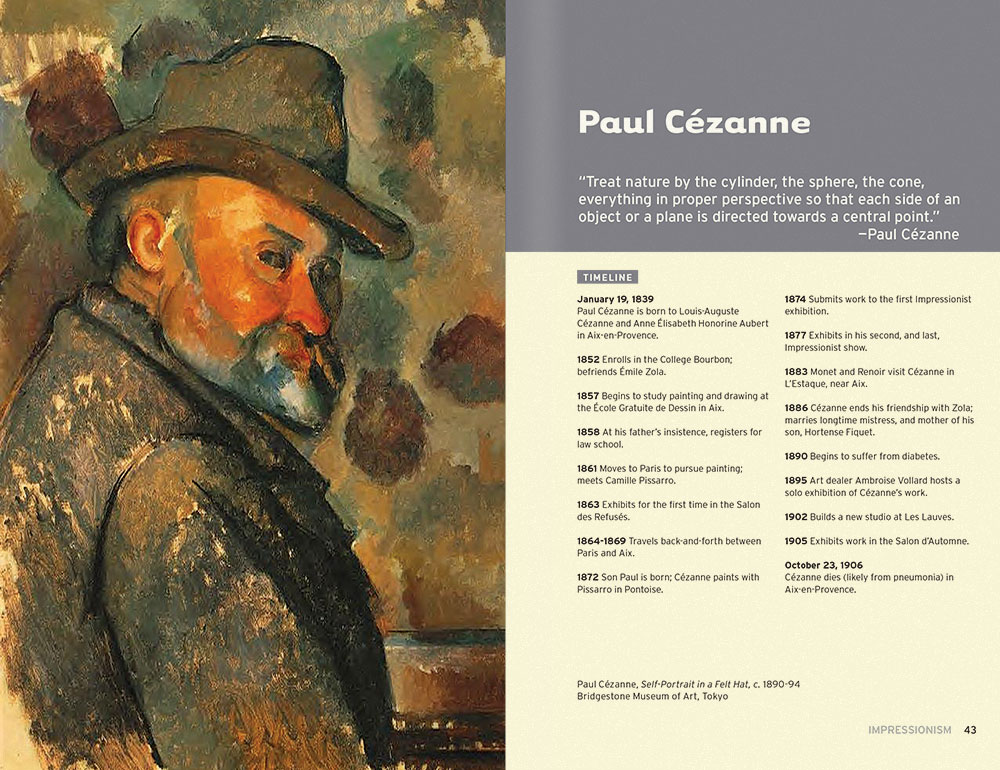 Paul Cézanne
“Treat nature by the cylinder, the sphere, the cone,
everything in proper perspective so that each side of an
object or a plane is directed towards a central point.”
—Paul Cézanne
TIMELINE
January 19, 1839
Paul Cézanne is born to Louis-Auguste
Cézanne and Anne Élisabeth Honorine Aubert
in Aix-en-Provence.
1852 Enrolls in the College Bourbon;
befriends Émile Zola.
1857 Begins to study painting and drawing at
the École Gratuite de Dessin in Aix.
1858 At his father’s insistence, registers for
law school.
1861 Moves to Paris to pursue painting;
meets Camille Pissarro.
1863 Exhibits for the first time in the Salon
des Refusés.
1864-1869 Travels back-and-forth between
Paris and Aix.
1872 Son Paul is born; Cézanne paints with
Pissarro in Pontoise.
1874 Submits work to the first Impressionist
exhibition.
1877 Exhibits in his second, and last,
Impressionist show.
1883 Monet and Renoir visit Cézanne in
L’Estaque, near Aix.
1886 Cézanne ends his friendship with Zola;
marries longtime mistress, and mother of his
son, Hortense Fiquet.
1890 Begins to suffer from diabetes.
1895 Art dealer Ambroise Vollard hosts a
solo exhibition of Cézanne’s work.
1902 Builds a new studio at Les Lauves.
1905 Exhibits work in the Salon d’Automne.
October 23, 1906
Cézanne dies (likely from pneumonia) in
Aix-en-Provence.
Paul Cézanne, Self-Portrait in a Felt Hat, c. 1890-94
Bridgestone Museum of Art, Tokyo
IMPRESSIONISM 43